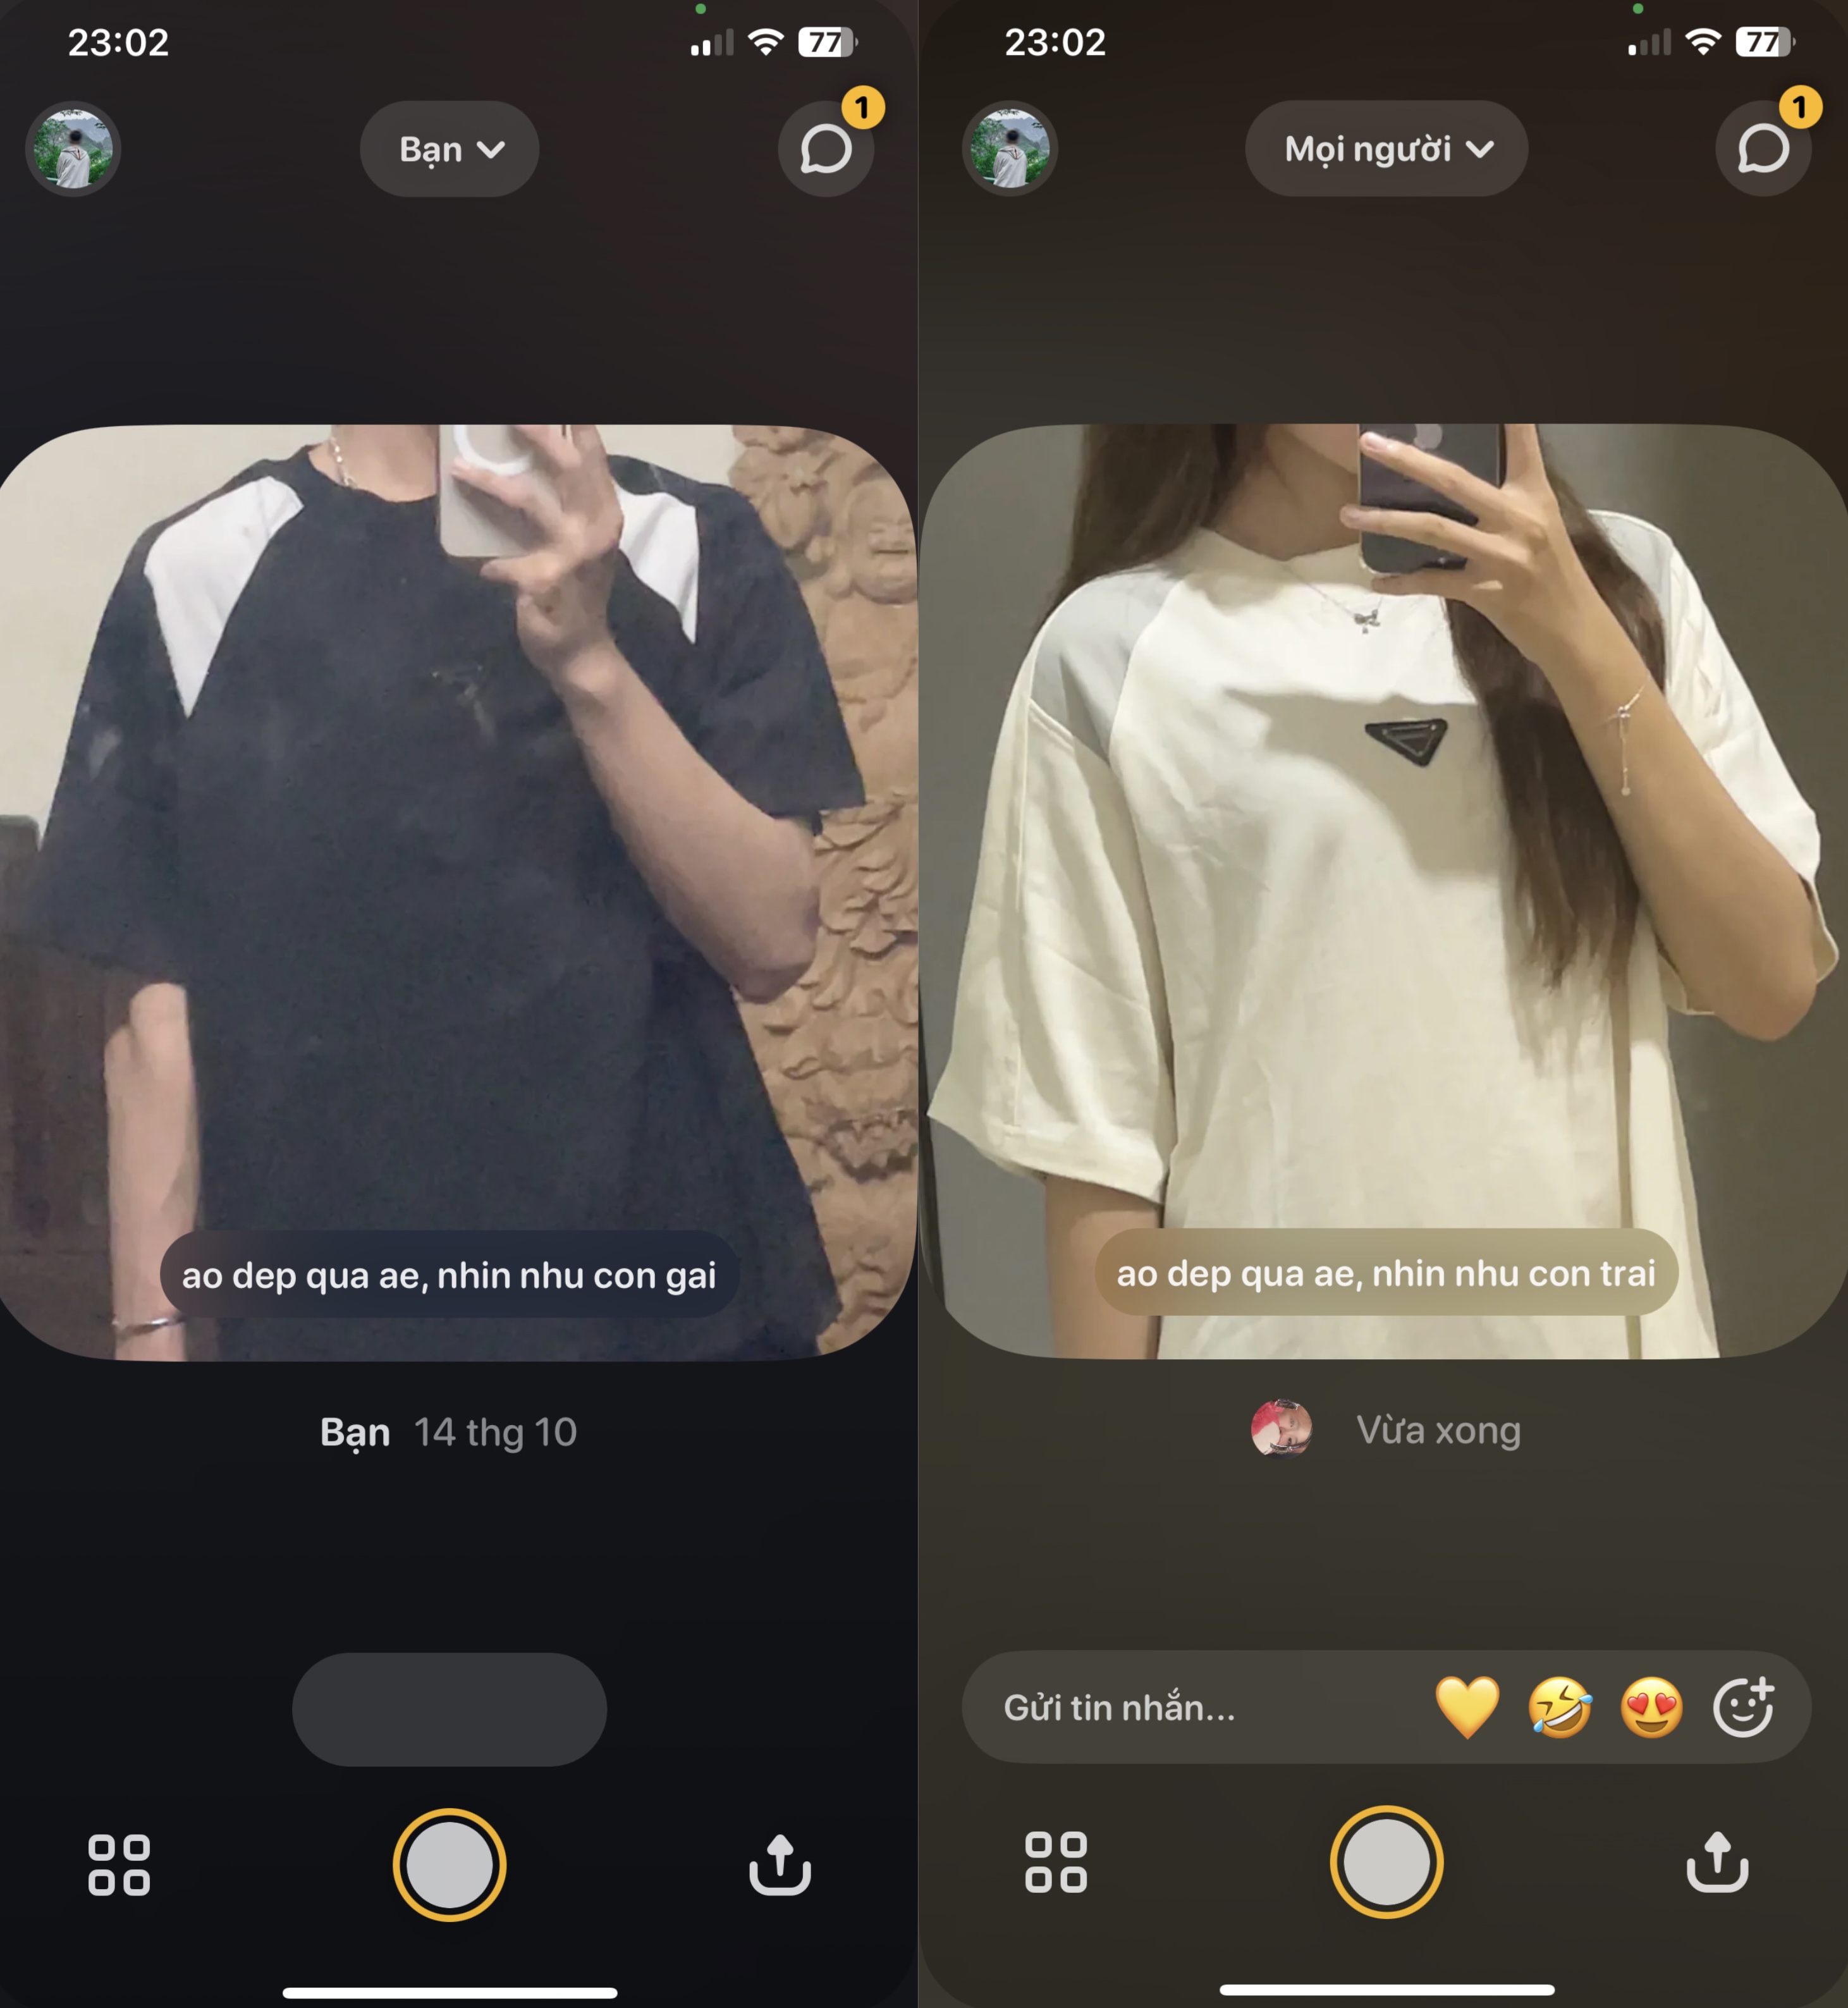 23:02
77
Bạn
1
ao dep qua ae, nhin nhu con gai
Bạn 14 thg 10
23:02
77
Mọi người
1
ao dep qua ae, nhin nhu con trai
Vừa xong
Gửi tin nhắn...